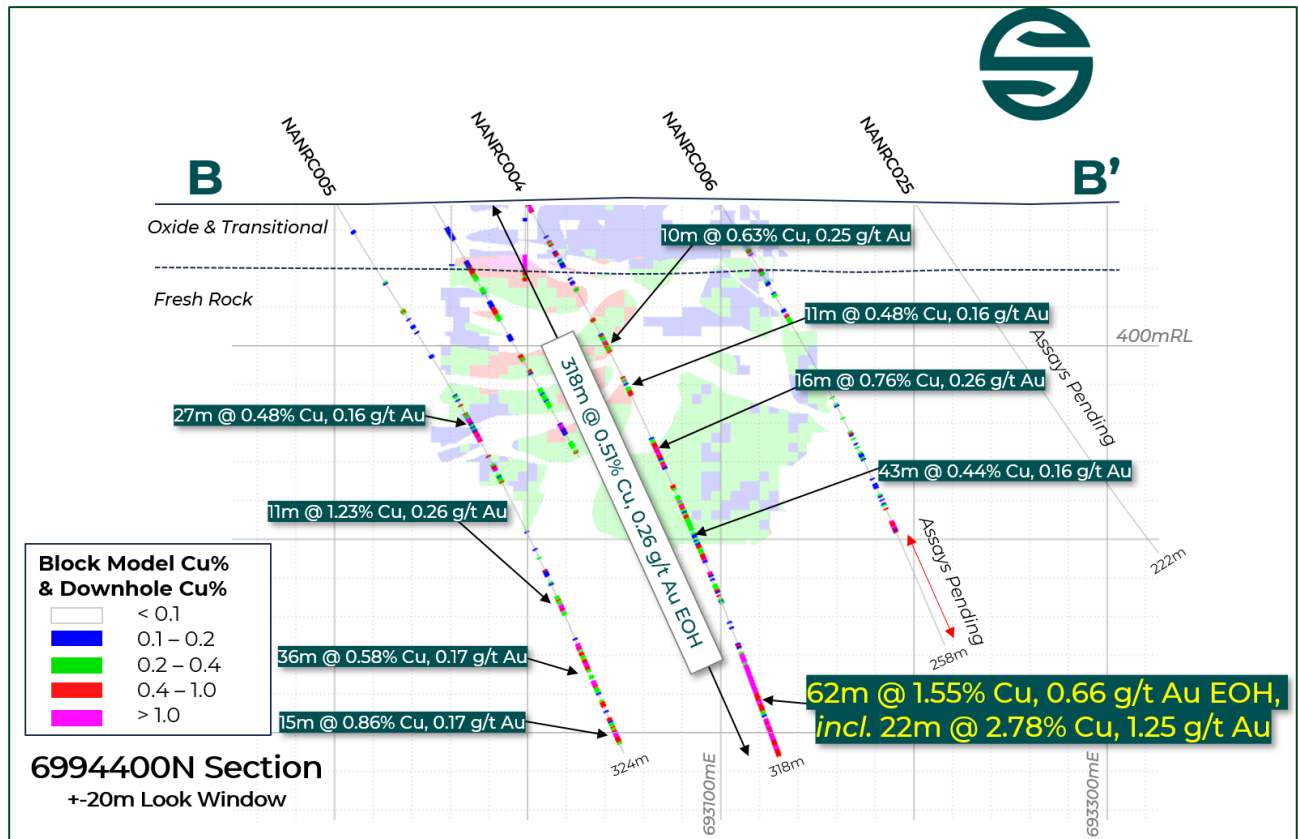 NANRC005
NANRC004
NANRC006
NANRC025
B
B’
Oxide & Transitional
10m @ 0.63% Cu, 0.25 g/t Au
Fresh Rock
11m @ 0.48% Cu, 0.16 g/t Au
400mRL
Assays Pending
16m @ 0.76% Cu, 0.26 g/t Au
27m @ 0.48% Cu, 0.16 g/t Au
318m @ 0.51% Cu, 0.26 g/t Au EOH
43m @ 0.44% Cu, 0.16 g/t Au
11m @ 1.23% Cu, 0.26 g/t Au
Assays Pending
222m
Block Model Cu%
& Downhole Cu%
< 0.1
0.1 – 0.2
0.2 – 0.4
0.4 – 1.0
> 1.0
36m @ 0.58% Cu, 0.17 g/t Au
258m
62m @ 1.55% Cu, 0.66 g/t Au EOH,
incl. 22m @ 2.78% Cu, 1.25 g/t Au
15m @ 0.86% Cu, 0.17 g/t Au
324m
318m
693100mE
693300mE
6994400N Section
+-20m Look Window